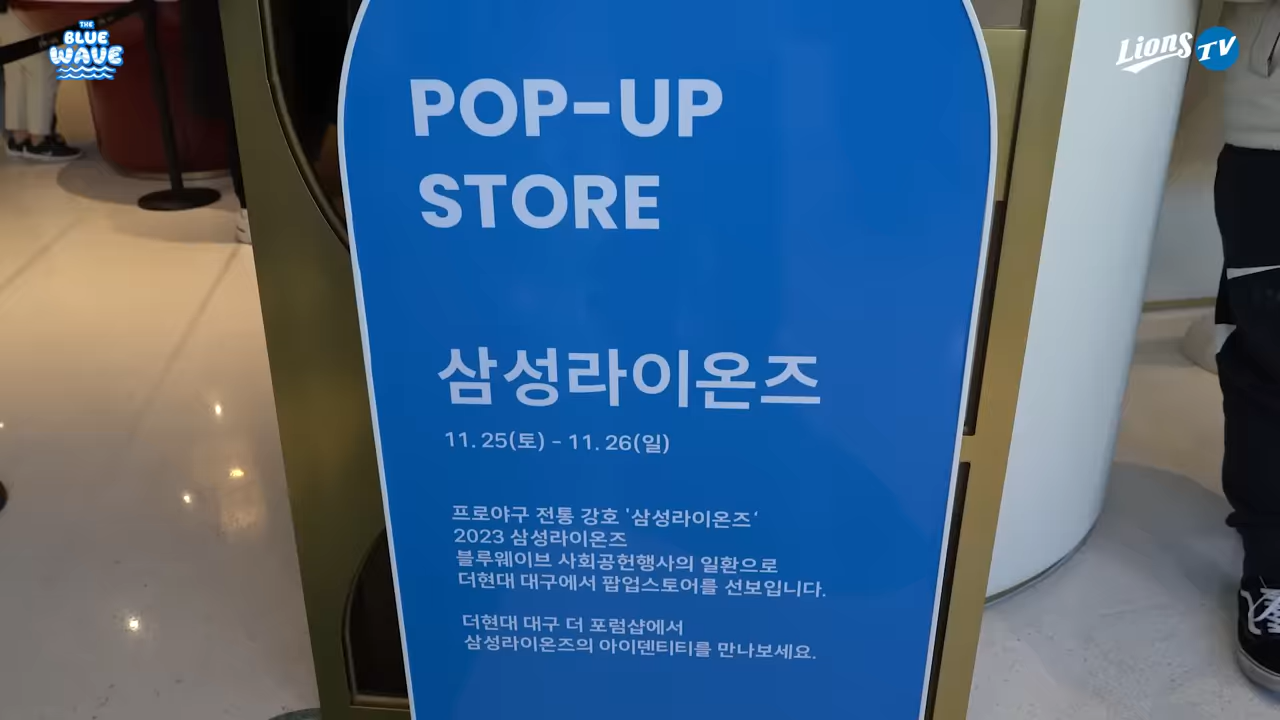 THE
BLUE
WAVE
Lions TV
POP-UP
STORE
삼성라이온즈
11. 25(토) - 11. 26(일)
프로야구 전통 강호 '삼성라이온즈'
2023 삼성라이온즈
블루웨이브 사회공헌행사의 일환으로
더현대 대구에서 팝업스토어를 선보입니다.
더현대 대구 더 포럼샵에서
삼성라이온즈의 아이덴티티를 만나보세요.